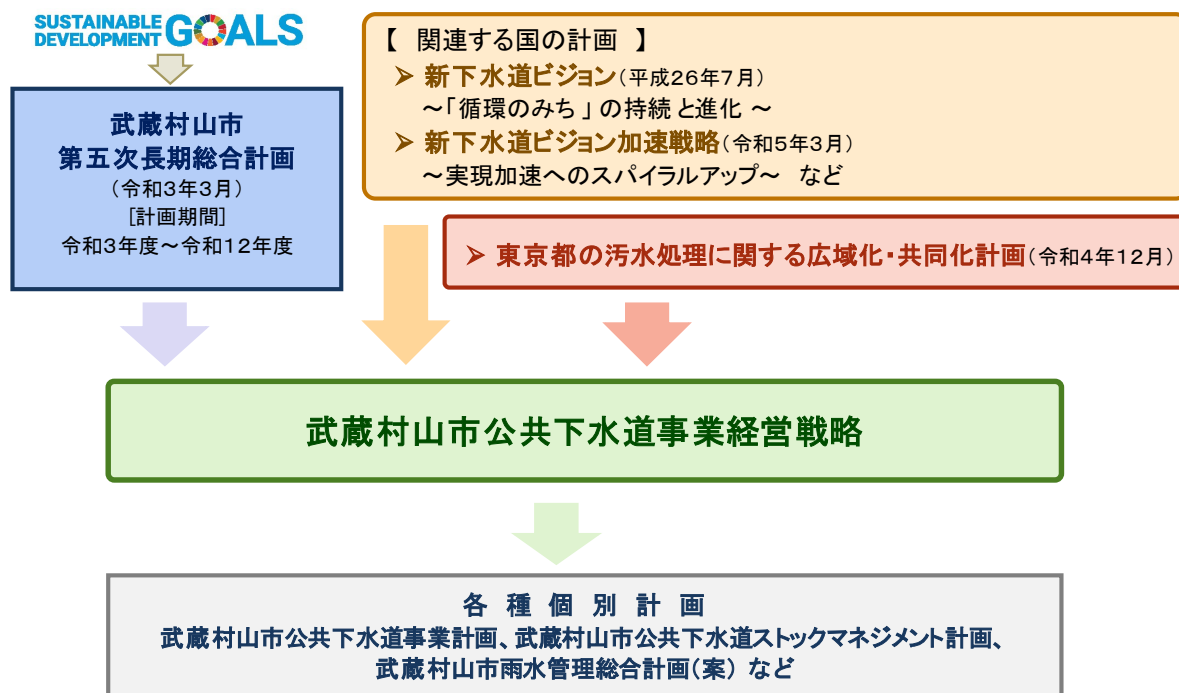 SUSTAINABLE
DEVELOPMENT GOALS
武蔵村山市
第五次長期総合計画
(令和3年3月)
[計画期間]
令和3年度~令和12年度
【 関連する国の計画 】
➢ 新下水道ビジョン(平成26年7月)
~「循環のみち」の持続と進化 ~
➢ 新下水道ビジョン加速戦略(令和5年3月)
~実現加速へのスパイラルアップ~ など
➢ 東京都の汚水処理に関する広域化・共同化計画(令和4年12月)
武蔵村山市公共下水道事業経営戦略
各 種 個 別 計 画
武蔵村山市公共下水道事業計画、武蔵村山市公共下水道ストックマネジメント計画、
武蔵村山市雨水管理総合計画(案) など